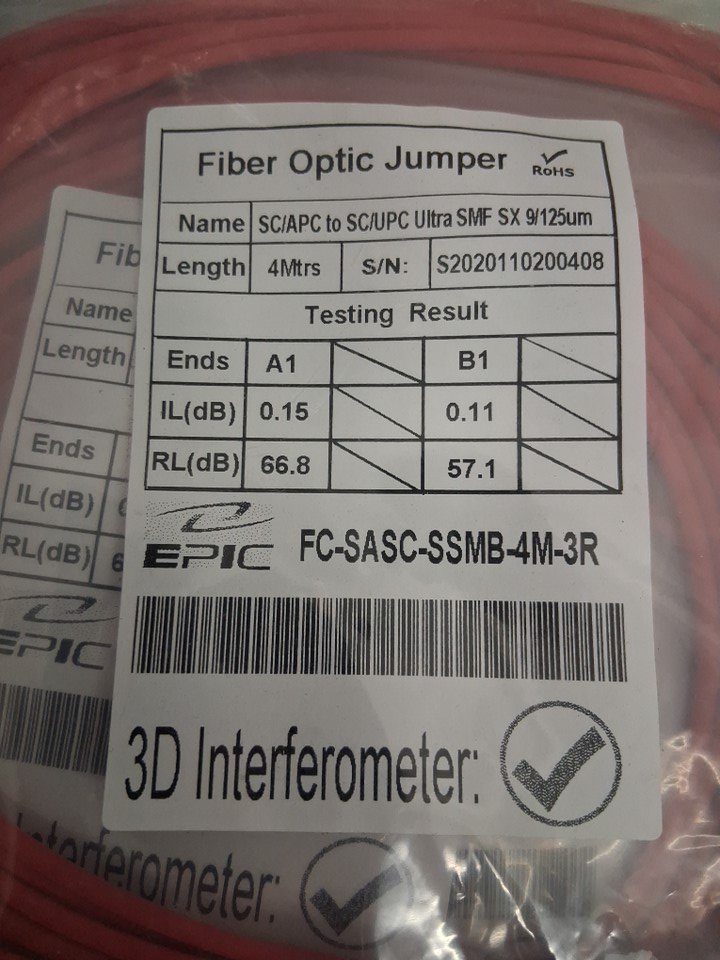 Fiber Optic Jumper RoHS
Name SC/APC to SC/UPC Ultra SMF SX 9/125um
Length 4Mtrs S/N: S2020110200408
Testing Result
Ends A1 B1
IL(dB) 0.15 0.11
RL(dB) 66.8 57.1
EPIC FC-SASC-SSMB-4M-3R
3D Interferometer:
Fib
Name
Length
Ends
IL(dB)
RL(dB) 6
EPIC
Interferometer: